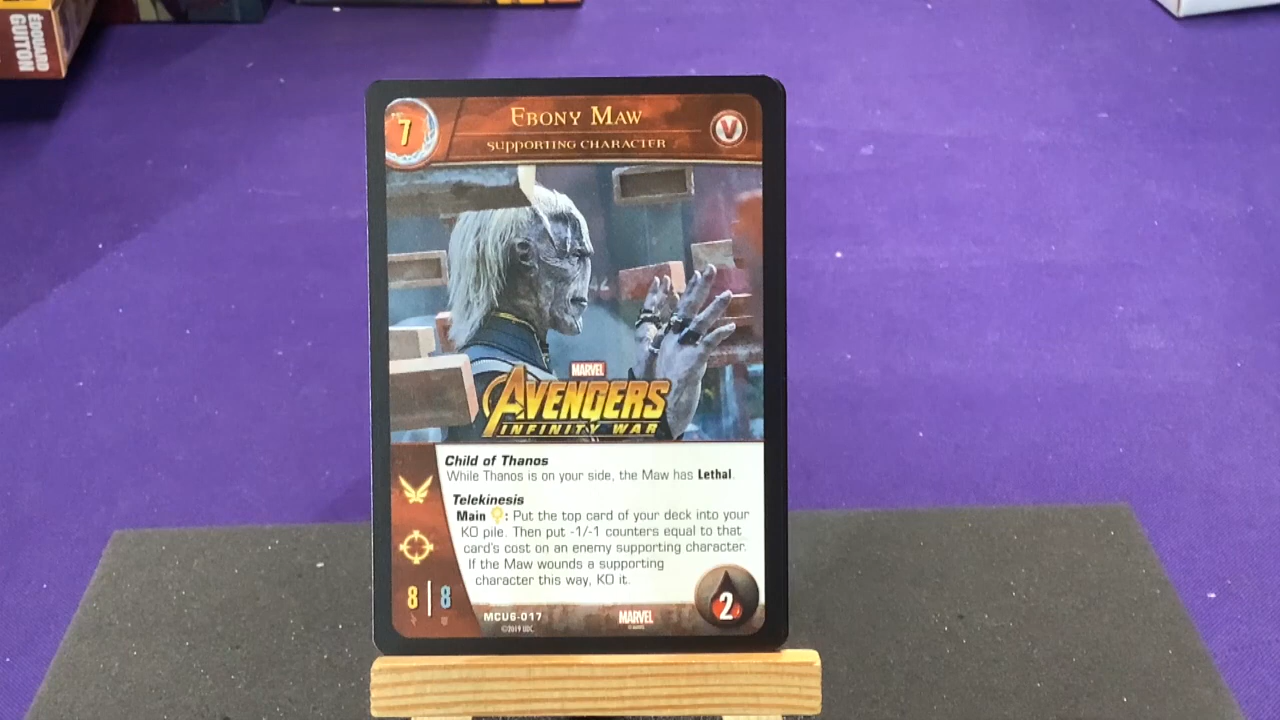 EDOUARD
GUITON
7
EBONY MAW
V
SUPPORTING CHARACTER
MARVEL
AVENGERS
INFINITY WAR
Child of Thanos
While Thanos is on your side, the Maw has Lethal.
Telekinesis
Main : Put the top card of your deck into your
KO pile. Then put -1/-1 counters equal to that
card's cost on an enemy supporting character.
If the Maw wounds a supporting
character this way, KO it.
8 | 8
2
MCU6-017
MARVEL
©2019 UDC